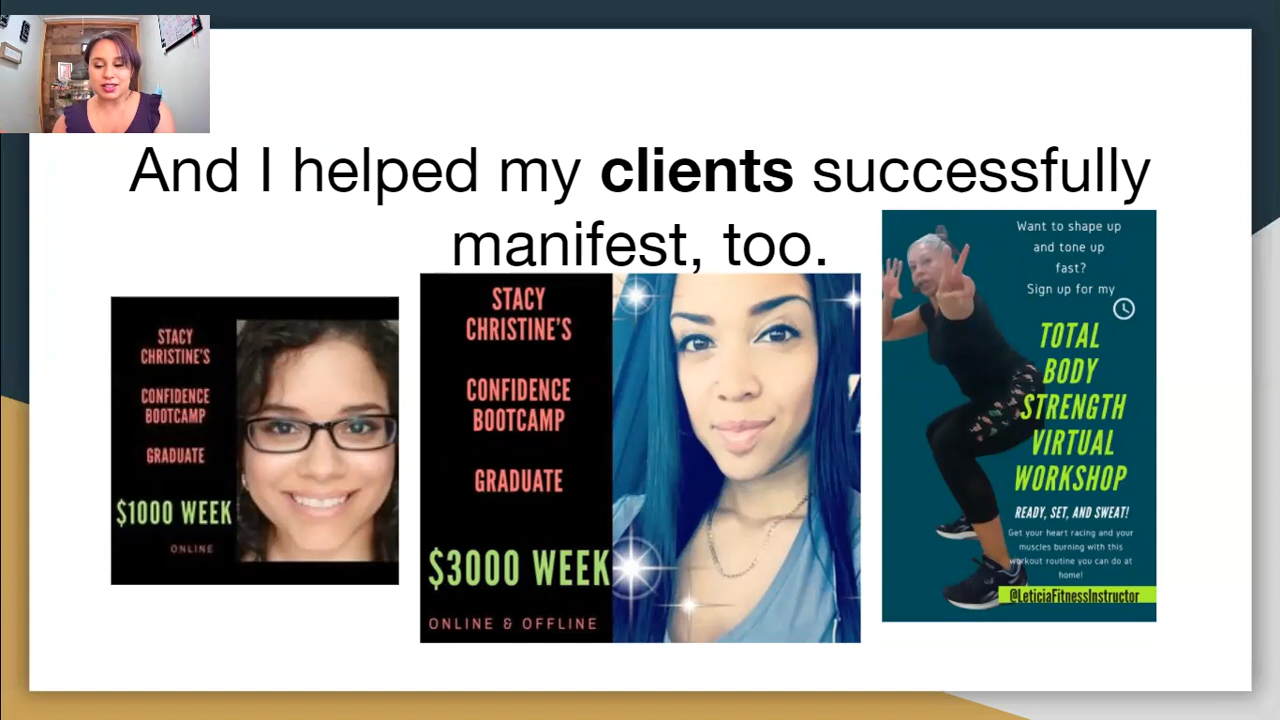 And I helped my clients successfully
manifest, too.
STACY
CHRISTINE'S
CONFIDENCE
BOOTCAMP
GRADUATE
$1000 WEEK
ONLINE
STACY
CHRISTINE'S
CONFIDENCE
BOOTCAMP
GRADUATE
$3000 WEEK
ONLINE & OFFLINE
Want to shape up
and tone up
fast?
Sign up for my
TOTAL
BODY
STRENGTH
VIRTUAL
WORKSHOP
READY, SET, AND SWEAT!
Get your heart racing and your
muscles burning with this
workout routine you can do at
home!
@LeticiaFitnessInstructor